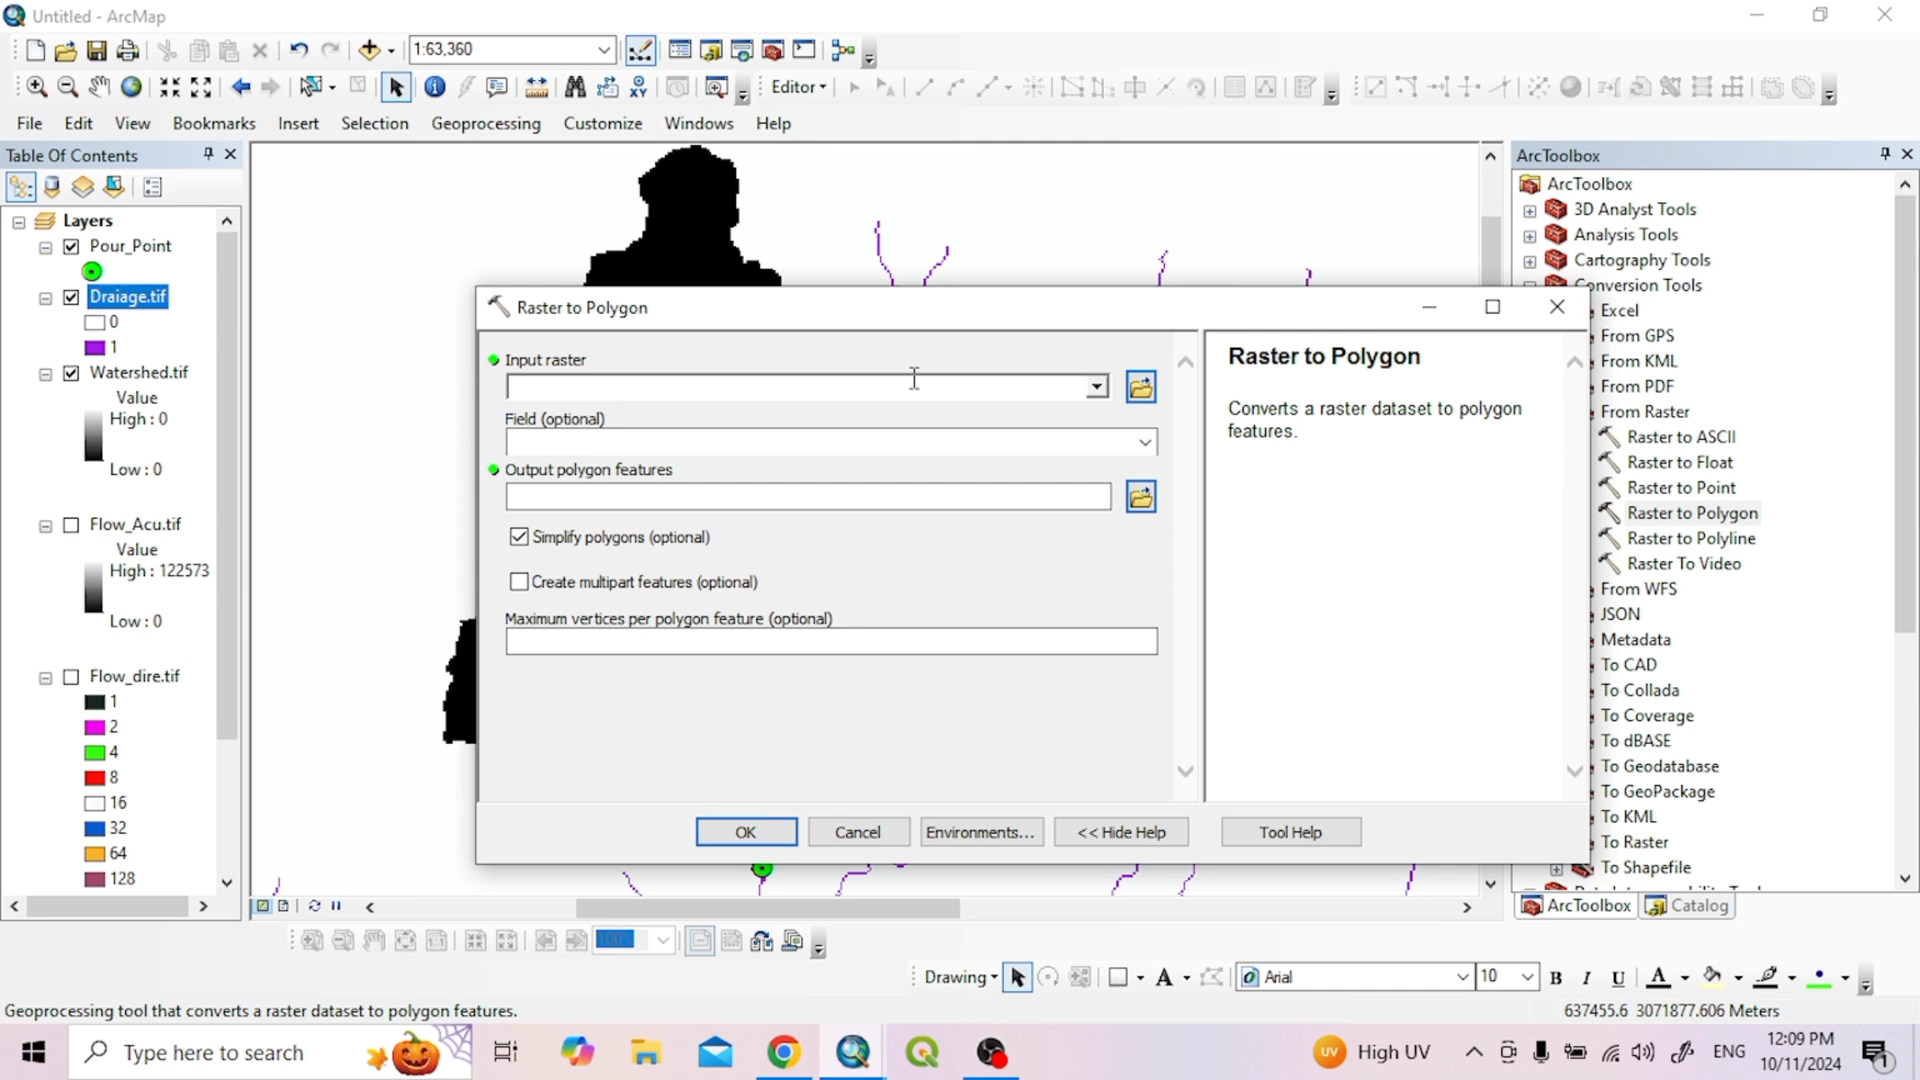 Untitled - ArcMap
1:63,360
Editor
File Edit View Bookmarks Insert Selection Geoprocessing Customize Windows Help
Table Of Contents
Layers
Pour_Point
Draiage.tif
0
1
Watershed.tif
Value
High : 0
Low : 0
Flow_Acu.tif
Value
High : 122573
Low : 0
Flow_dire.tif
1
2
4
8
16
32
64
128
Raster to Polygon
Input raster
Field (optional)
Output polygon features
Simplify polygons (optional)
Create multipart features (optional)
Maximum vertices per polygon feature (optional)
OK Cancel Environments... << Hide Help Tool Help
Raster to Polygon
Converts a raster dataset to polygon
features.
ArcToolbox
ArcToolbox
3D Analyst Tools
Analysis Tools
Cartography Tools
Conversion Tools
Excel
From GPS
From KML
From PDF
From Raster
Raster to ASCII
Raster to Float
Raster to Point
Raster to Polygon
Raster to Polyline
Raster To Video
From WFS
JSON
Metadata
To CAD
To Collada
To Coverage
To dBASE
To Geodatabase
To GeoPackage
To KML
To Raster
To Shapefile
ArcToolbox Catalog
100%
Drawing A Arial 10 B I U A
Geoprocessing tool that converts a raster dataset to polygon features.
637455.6 3071877.606 Meters
Type here to search
UV High UV ENG 12:09 PM
10/11/2024
1